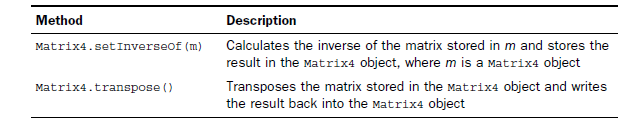 Method Description
Matrix4.setInverseOf(m) Calculates the inverse of the matrix stored in m and stores the
result in the Matrix4 object, where m is a Matrix4 object
Matrix4.transpose() Transposes the matrix stored in the Matrix4 object and writes
the result back into the Matrix4 object